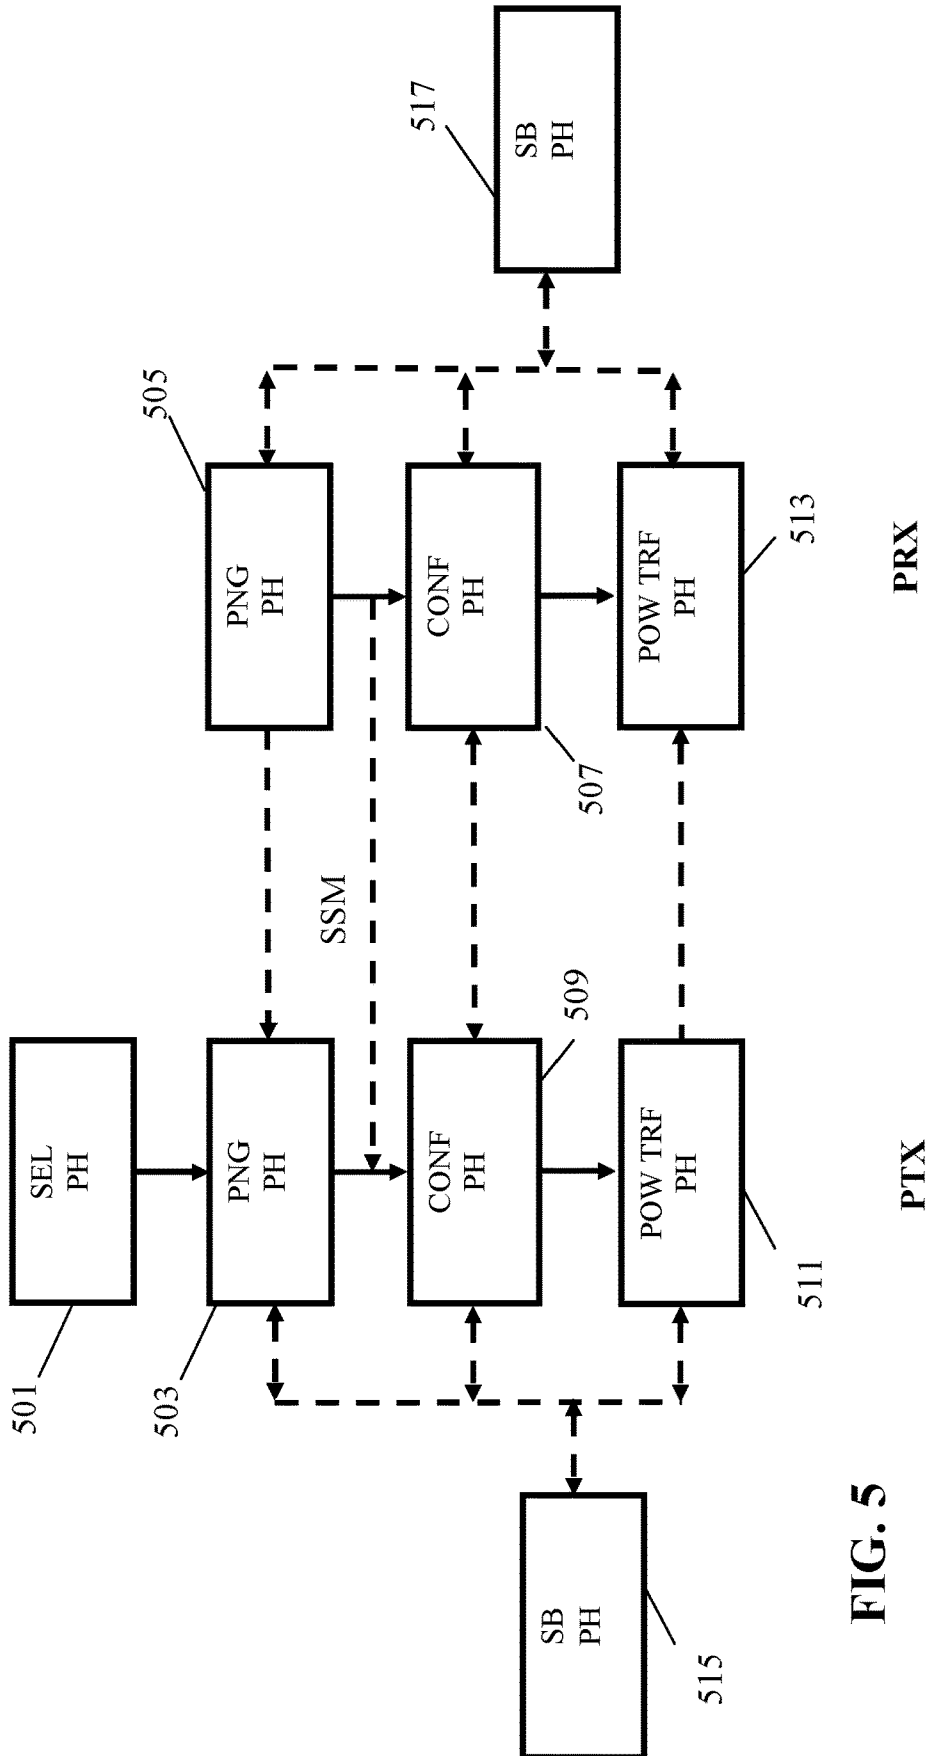 501
SEL
PH
503
PNG
PH
PNG
PH
505
SSM
CONF
PH
509
CONF
PH
507
SB
PH
515
SB
PH
517
POW TRF
PH
511
POW TRF
PH
513
PTX
PRX
FIG. 5